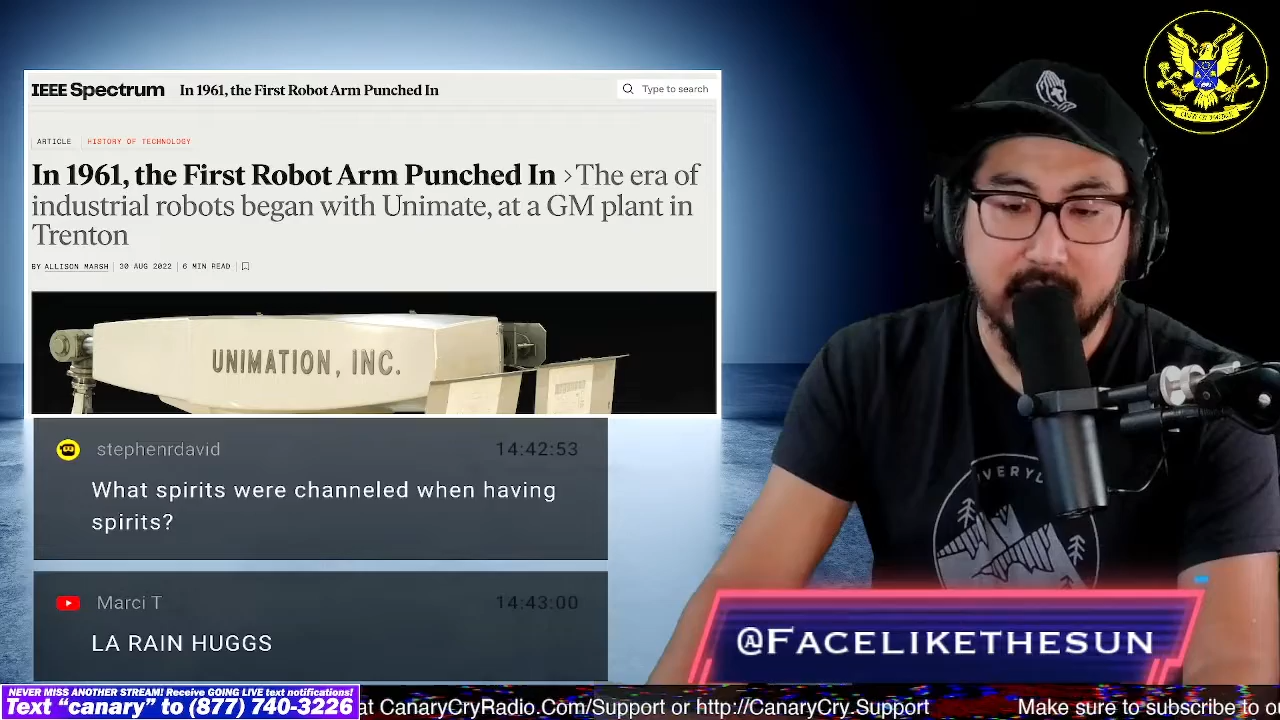 IEEE Spectrum In 1961, the First Robot Arm Punched In Type to search
ARTICLE HISTORY OF TECHNOLOGY
In 1961, the First Robot Arm Punched In › The era of
industrial robots began with Unimate, at a GM plant in
Trenton
BY ALLISON MARSH 20 AUG 2022 6 MIN READ
UNIMATION, INC.
stephenrdavid 14:42:53
What spirits were channeled when having
spirits?
Marci T 14:43:00
LA RAIN HUGGS
@FACELIKETHESUN
NEVER MISS ANOTHER STREAM! Receive GOING LIVE text notifications!
Text "canary" to (877) 740-3226
at CanaryCryRadio.Com/Support or http://CanaryCry.Support Make sure to subscribe to ou